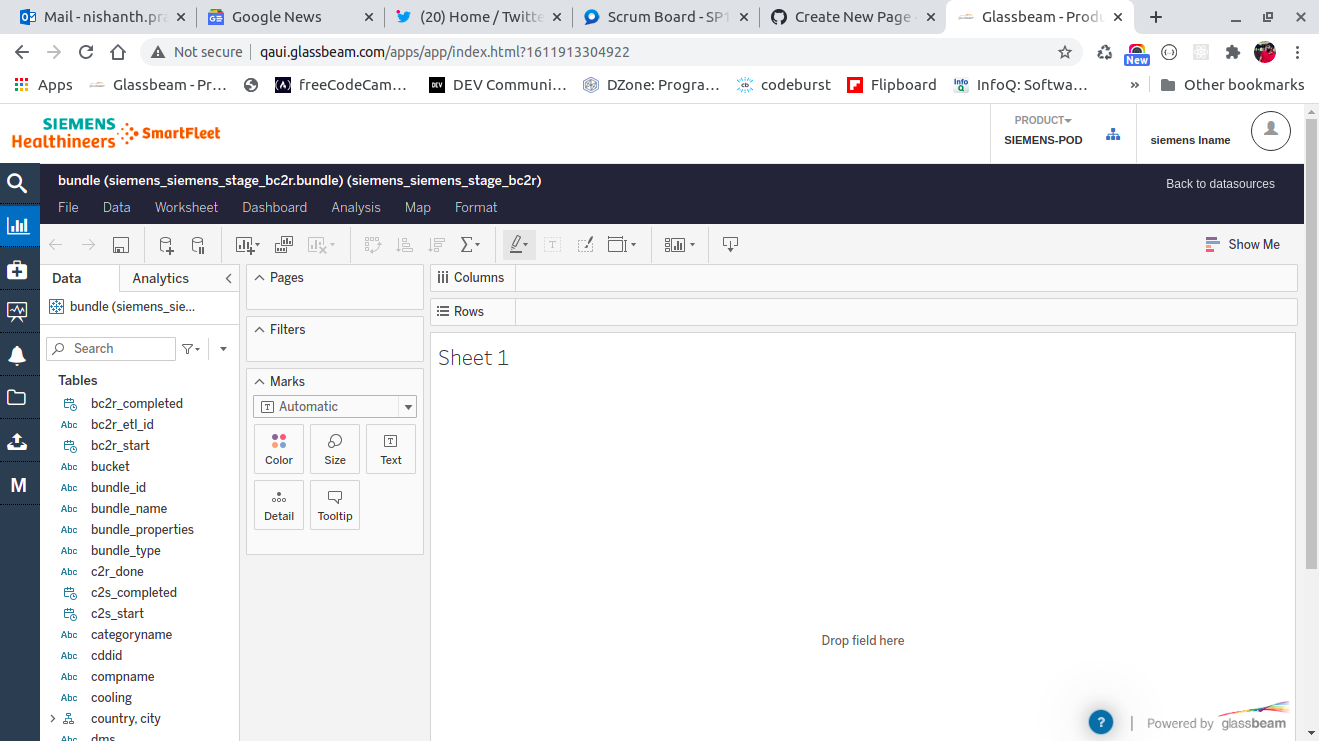 Mail - nishanth.pra
Google News
(20) Home / Twitte
Scrum Board - SP1
Create New Page
Glassbeam - Produ
Not secure
qaui.glassbeam.com/apps/app/index.html?1611913304922
New
Apps
Glassbeam - Pr…
freeCodeCam…
DEV
DEV Communi…
DZone: Progra…
cb
codeburst
Flipboard
Info Q
InfoQ: Softwa…
»
Other bookmarks
SIEMENS
Healthineers
SmartFleet
PRODUCT
SIEMENS-POD
siemens lname
bundle (siemens_siemens_stage_bc2r.bundle) (siemens_siemens_stage_bc2r)
Back to datasources
File Data Worksheet Dashboard Analysis Map Format
Show Me
Data
Analytics
bundle (siemens_sie...
Search
Tables
bc2r_completed
Abc bc2r_etl_id
bc2r_start
Abc bucket
Abc bundle_id
Abc bundle_name
Abc bundle_properties
Abc bundle_type
Abc c2r_done
c2s_completed
c2s_start
Abc categoryname
Abc cddid
Abc compname
Abc cooling
country, city
Abc dms
M
Pages
Filters
Marks
T Automatic
Color
Size
T
Text
Detail
Tooltip
Columns
Rows
Sheet 1
Drop field here
?
Powered by glassbeam